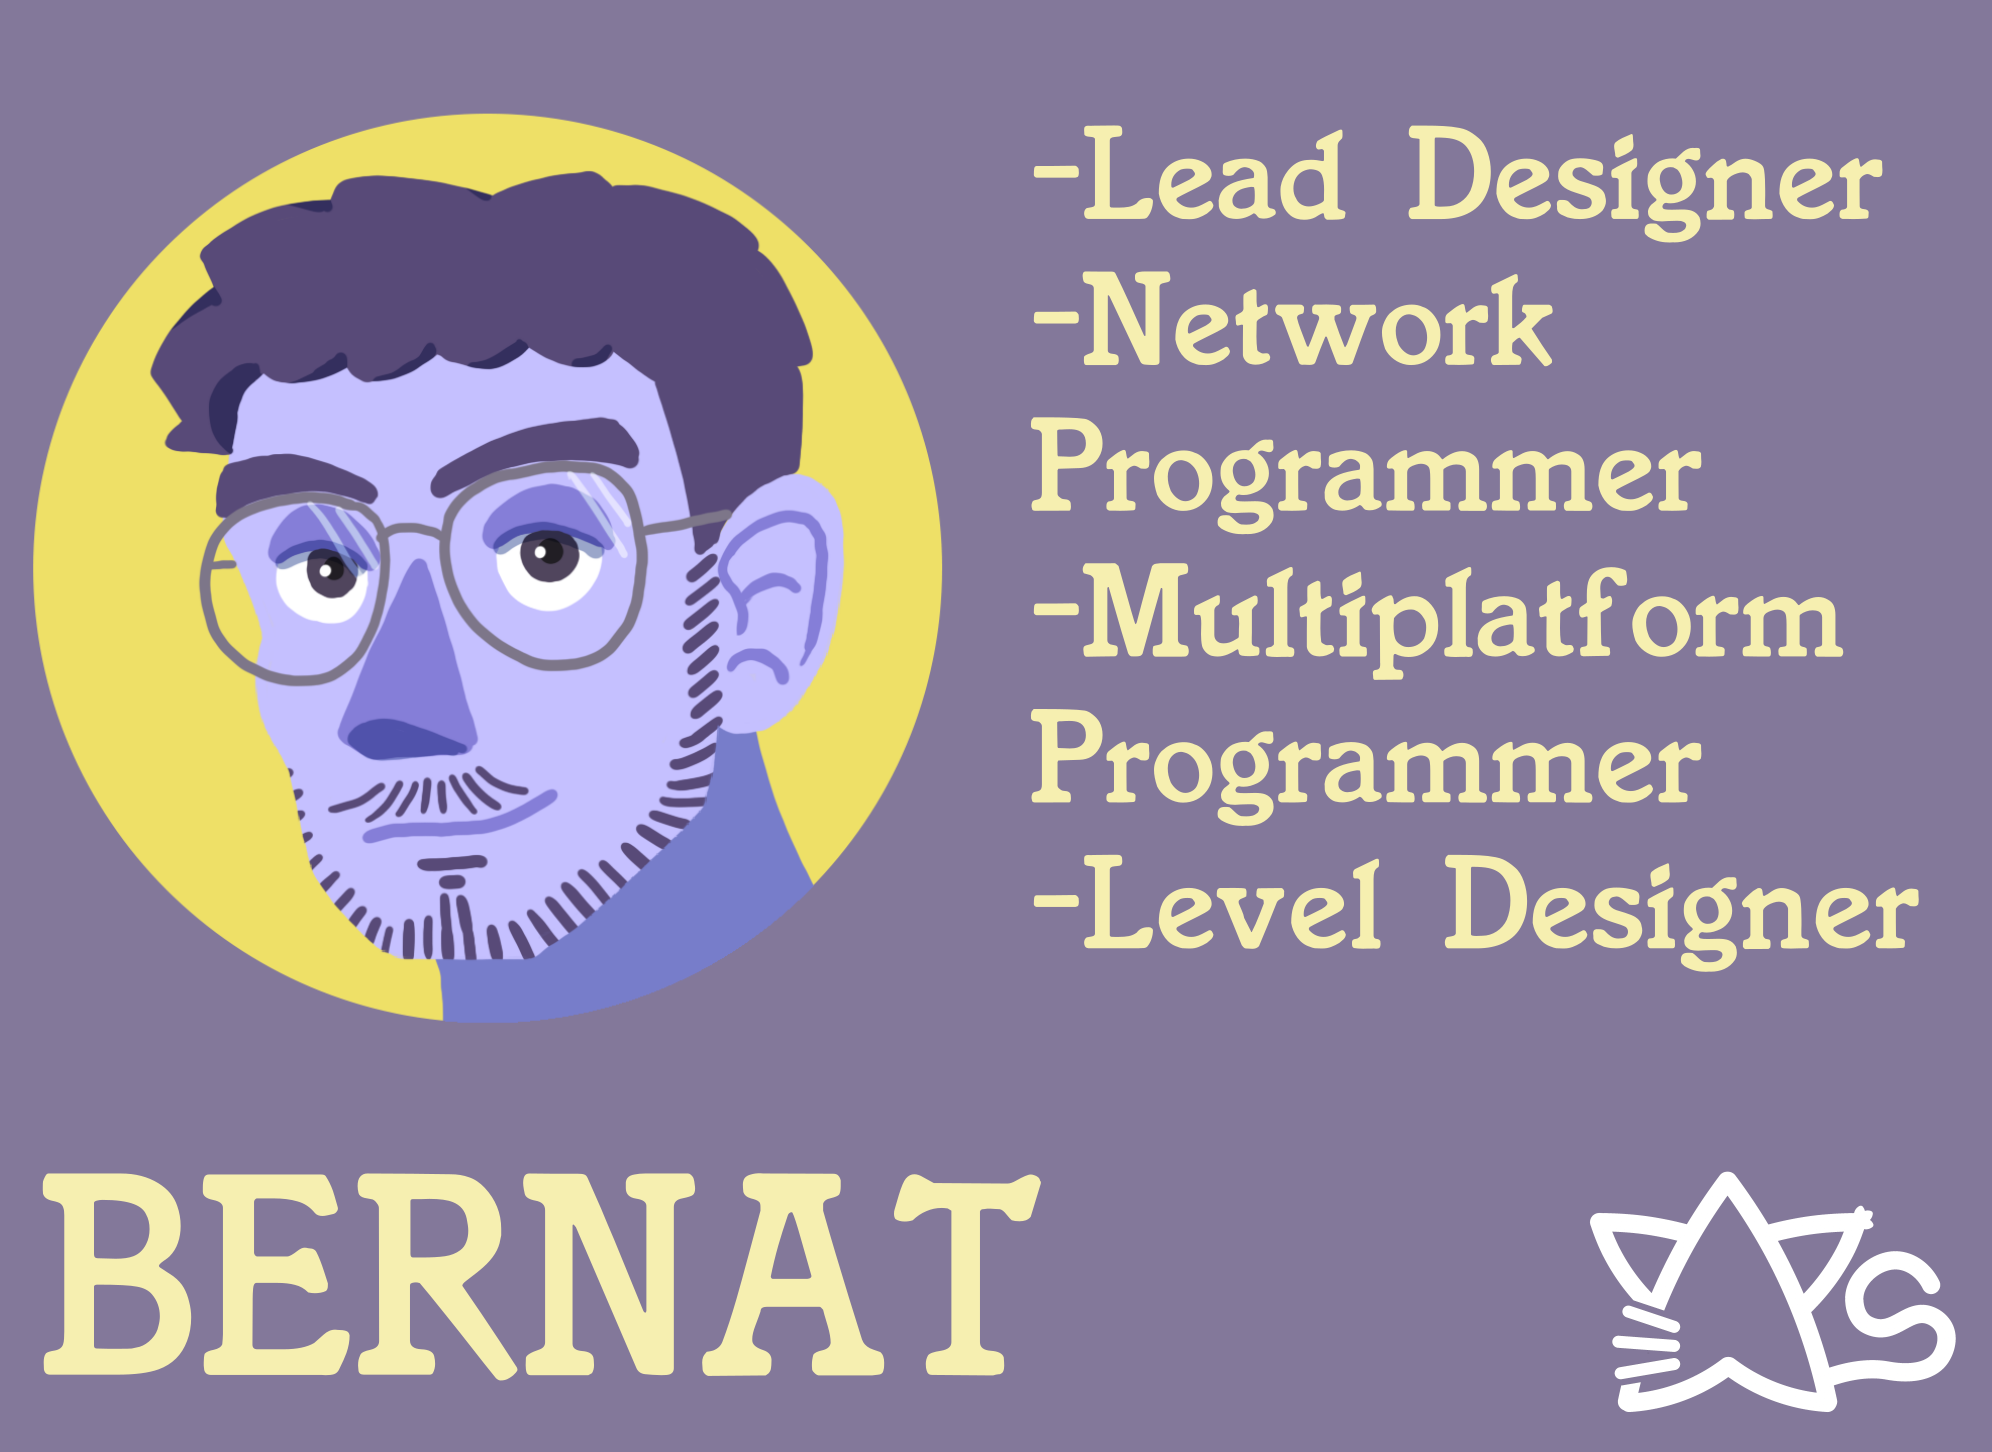 -Lead Designer
-Network
Programmer
-Multiplatform
Programmer
-Level Designer
BERNAT